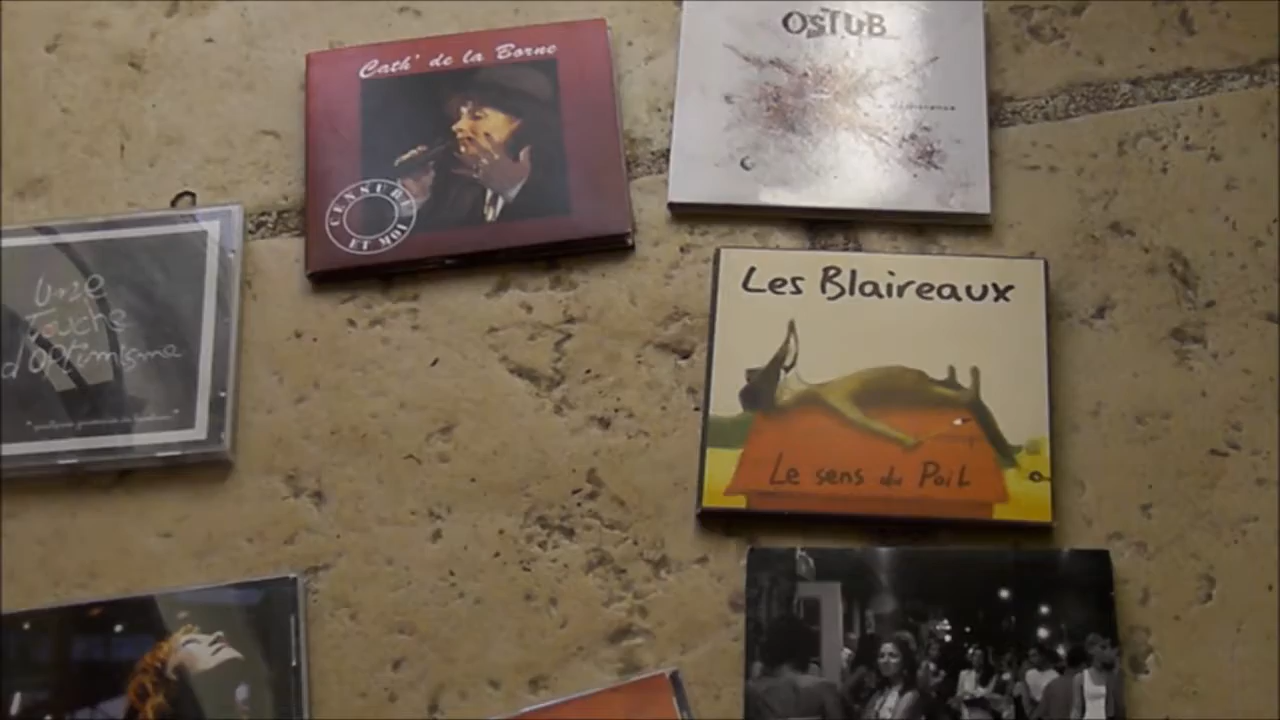 Cath' de la Borne
CENSURE
ET MOI
OSTUB
Une
Touche
d'Optimisme
Les Blaireaux
Le sens du Poil